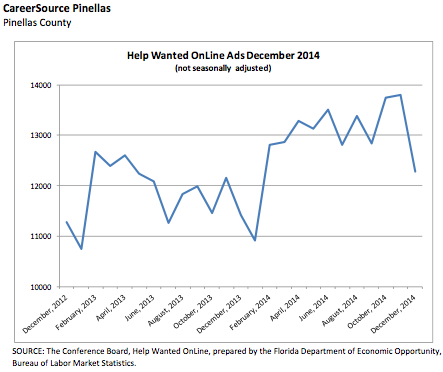 CareerSource Pinellas
Pinellas County
Help Wanted OnLine Ads December 2014
(not seasonally adjusted)
14000
13000
12000
11000
10000
December, 2012
February, 2013
April, 2013
June, 2013
August, 2013
October, 2013
December, 2013
February, 2014
April, 2014
June, 2014
August, 2014
October, 2014
December, 2014
SOURCE: The Conference Board, Help Wanted OnLine, prepared by the Florida Department of Economic Opportunity,
Bureau of Labor Market Statistics.